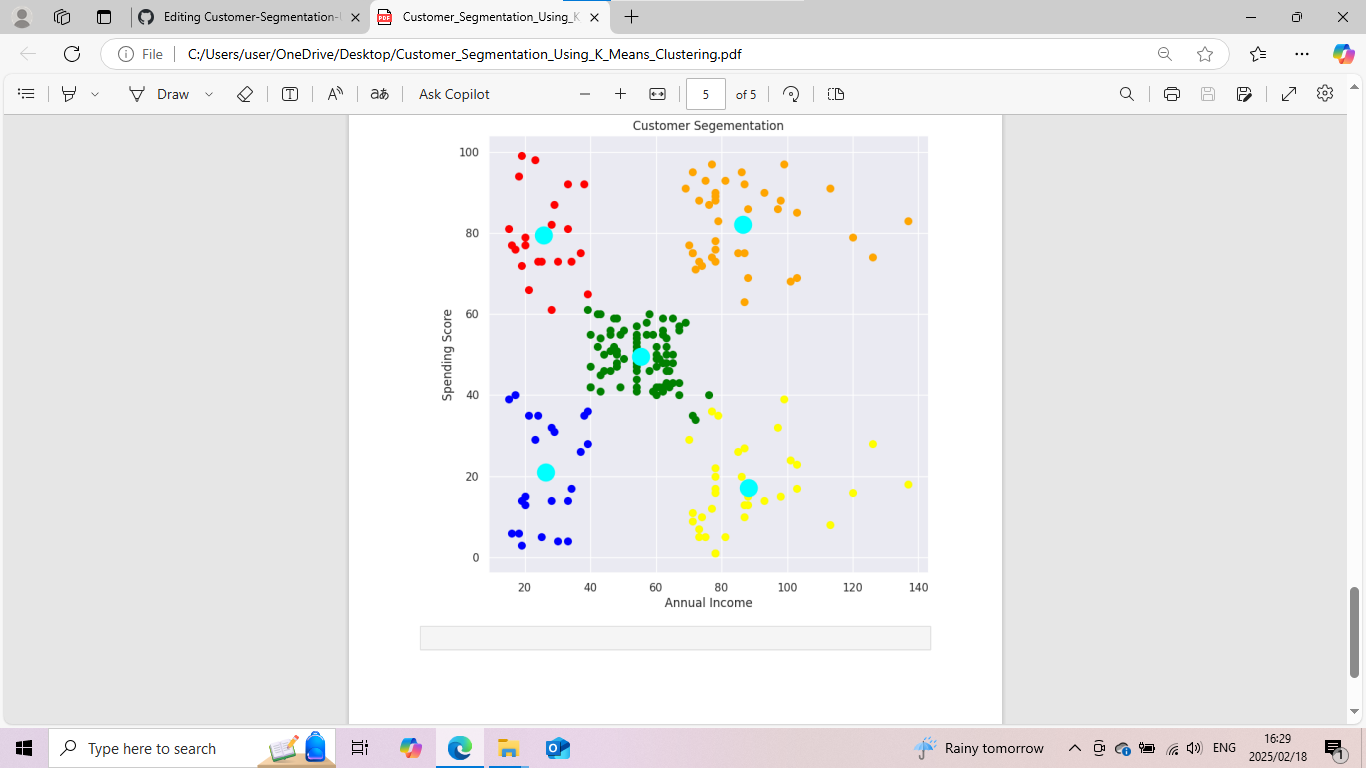 Editing Customer-Segmentation-U
Customer_Segmentation_Using_K
File
C:/Users/user/OneDrive/Desktop/Customer_Segmentation_Using_K_Means_Clustering.pdf
Draw
Ask Copilot
5 of 5
Customer Segementation
100
80
60
40
20
0
Spending Score
20 40 60 80 100 120 140
Annual Income
Type here to search
Rainy tomorrow
ENG
16:29
2025/02/18
1